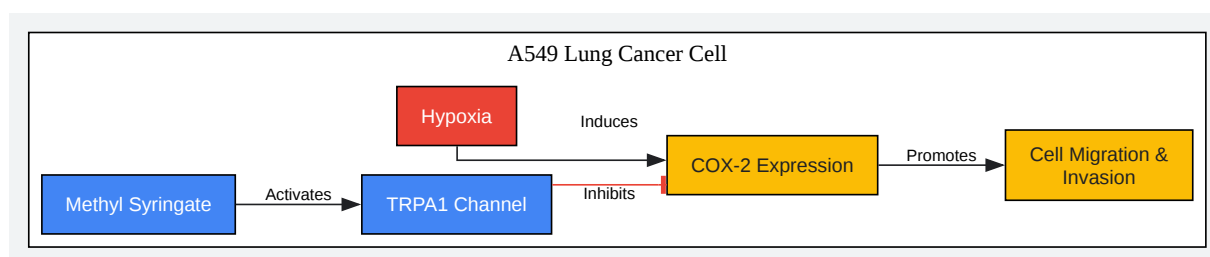 A549 Lung Cancer Cell
Hypoxia
Induces
COX-2 Expression
Promotes
Cell Migration &
Invasion
Methyl Syringate
Activates
TRPA1 Channel
Inhibits